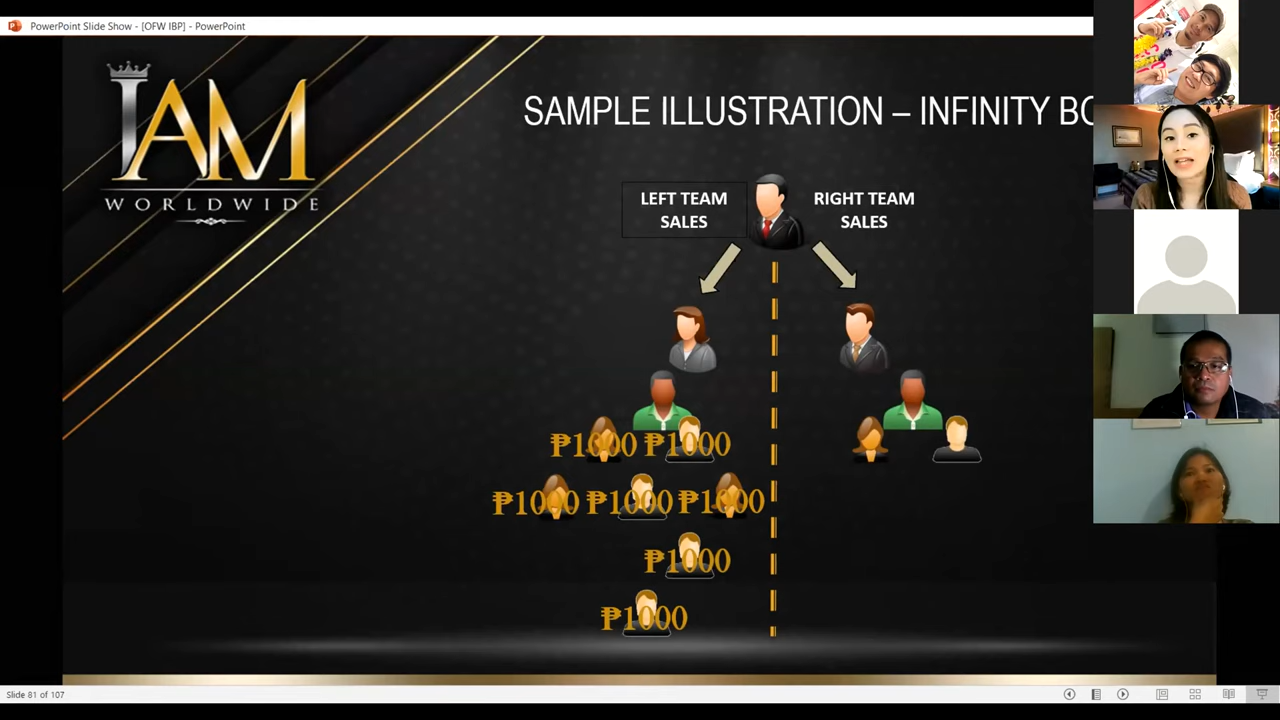 PowerPoint Slide Show - [OFW IBP] - PowerPoint
IAM
WORLDWIDE
SAMPLE ILLUSTRATION – INFINITY
LEFT TEAM
SALES
RIGHT TEAM
SALES
₱1000 ₱1000
₱1000 ₱1000 ₱1000
₱1000
₱1000
Slide 81 of 107